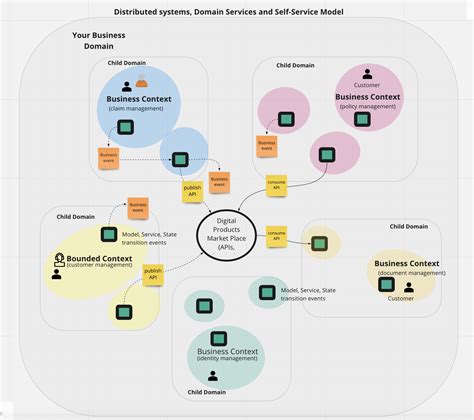 Distributed systems, Domain Services and Self-Service Model
Your Business
Domain
Child Domain
Business Context
(claim management)
Business
event
Business
event
publish
API
Child Domain
Customer
Business Context
(policy management)
Business
event
consume
API
Child Domain
Business
event
Model, Service, State
transition events
Bounded Context
(customer management)
publish
API
Digital
Products
Market Place
(APIs,
consume
API
Child Domain
Business Context
(document management)
Customer
Model, Service, State
transition events
Business Context
(identity management)
Child Domain